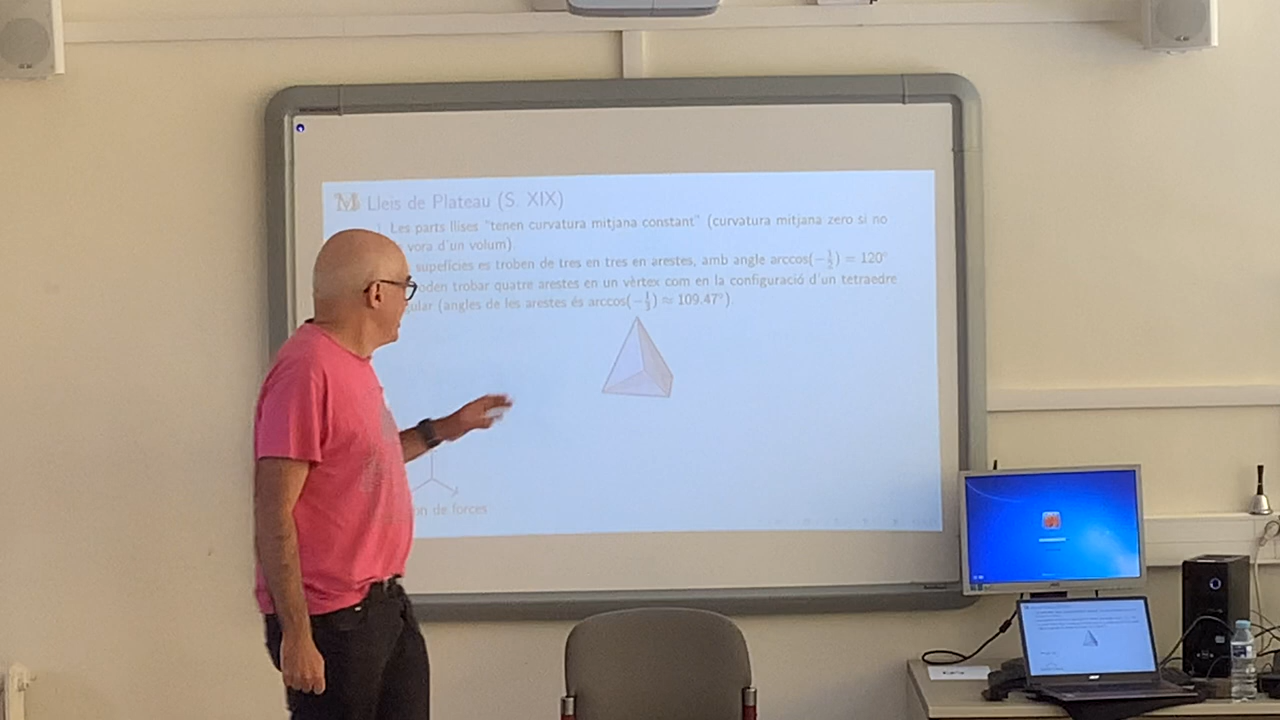 Lleis de Plateau (S. XIX)
Les parts llises "tenen curvatura mitjana constant" (curvatura mitjana zero si no
vora d'un volum).
supefícies es troben de tres en tres en arestes, amb angle arccos(−1/2) = 120°
oden trobar quatre arestes en un vèrtex com en la configuració d'un tetraedre
gular (angles de les arestes és arccos(−1/3) ≈ 109.47°).
on de forces